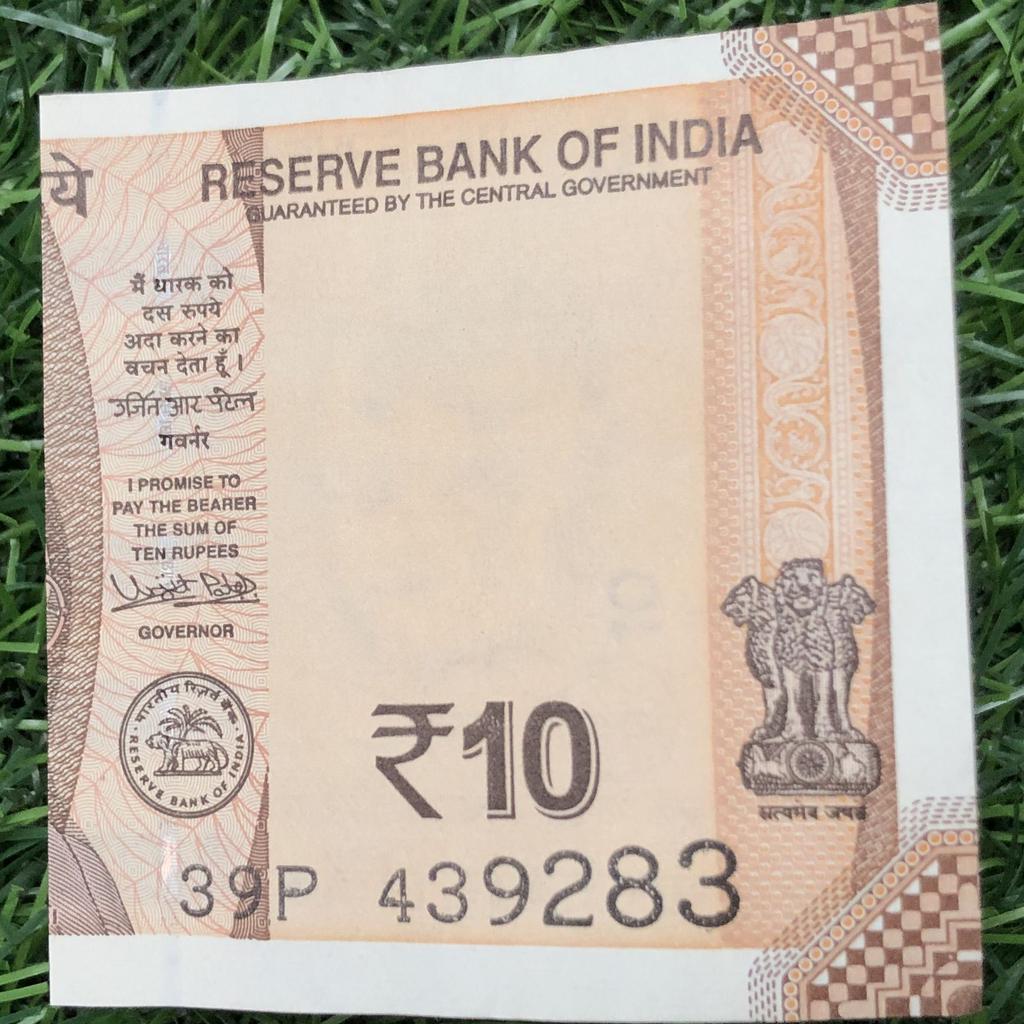 RESERVE BANK OF INDIA
GUARANTEED BY THE CENTRAL GOVERNMENT
ये
मैं धारक को
दस रुपये
अदा करने का
वचन देता हूँ ।
उर्जित आर पटेल
गवर्नर
I PROMISE TO
PAY THE BEARER
THE SUM OF
TEN RUPEES
Urjit Patel
GOVERNOR
भारतीय रिज़र्व बैंक
RESERVE BANK OF INDIA
₹10
सत्यमेव जयते
39P 439283